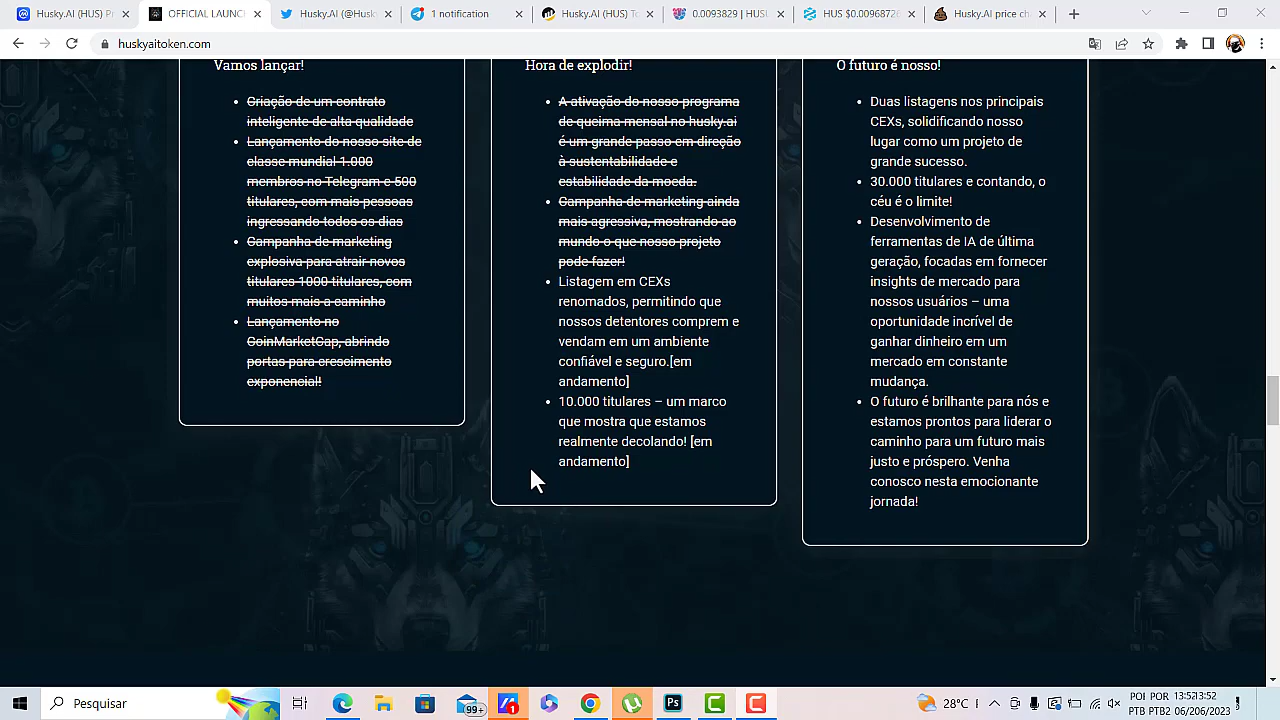 Husky.AI (HUS) Pr
OFFICIAL LAUNC
Husky.AI (@Husky
1 notification
Husky.AI (HUS) To
HUS $0.0096872
Husky.AI price cha
huskyaitoken.com
Vamos lançar!
Criação de um contrato
inteligente de alta qualidade
Lançamento do nosso site de
classe mundial 1.000
membros no Telegram e 500
titulares, com mais pessoas
ingressando todos os dias
Campanha de marketing
explosiva para atrair novos
titulares 1000 titulares, com
muitos mais a caminho
Lançamento no
CoinMarketCap, abrindo
portas para crescimento
exponencial!
Hora de explodir!
A ativação do nosso programa
de queima mensal no husky.ai
é um grande passo em direção
à sustentabilidade e
estabilidade da moeda.
Campanha de marketing ainda
mais agressiva, mostrando ao
mundo o que nosso projeto
pode fazer!
Listagem em CEXs
renomados, permitindo que
nossos detentores comprem e
vendam em um ambiente
confiável e seguro.[em
andamento]
10.000 titulares – um marco
que mostra que estamos
realmente decolando! [em
andamento]
O futuro é nosso!
Duas listagens nos principais
CEXs, solidificando nosso
lugar como um projeto de
grande sucesso.
30.000 titulares e contando, o
céu é o limite!
Desenvolvimento de
ferramentas de IA de última
geração, focadas em fornecer
insights de mercado para
nossos usuários – uma
oportunidade incrível de
ganhar dinheiro em um
mercado em constante
mudança.
O futuro é brilhante para nós e
estamos prontos para liderar o
caminho para um futuro mais
justo e próspero. Venha
conosco nesta emocionante
jornada!
Pesquisar
99+
1
Ps
28°C
POR